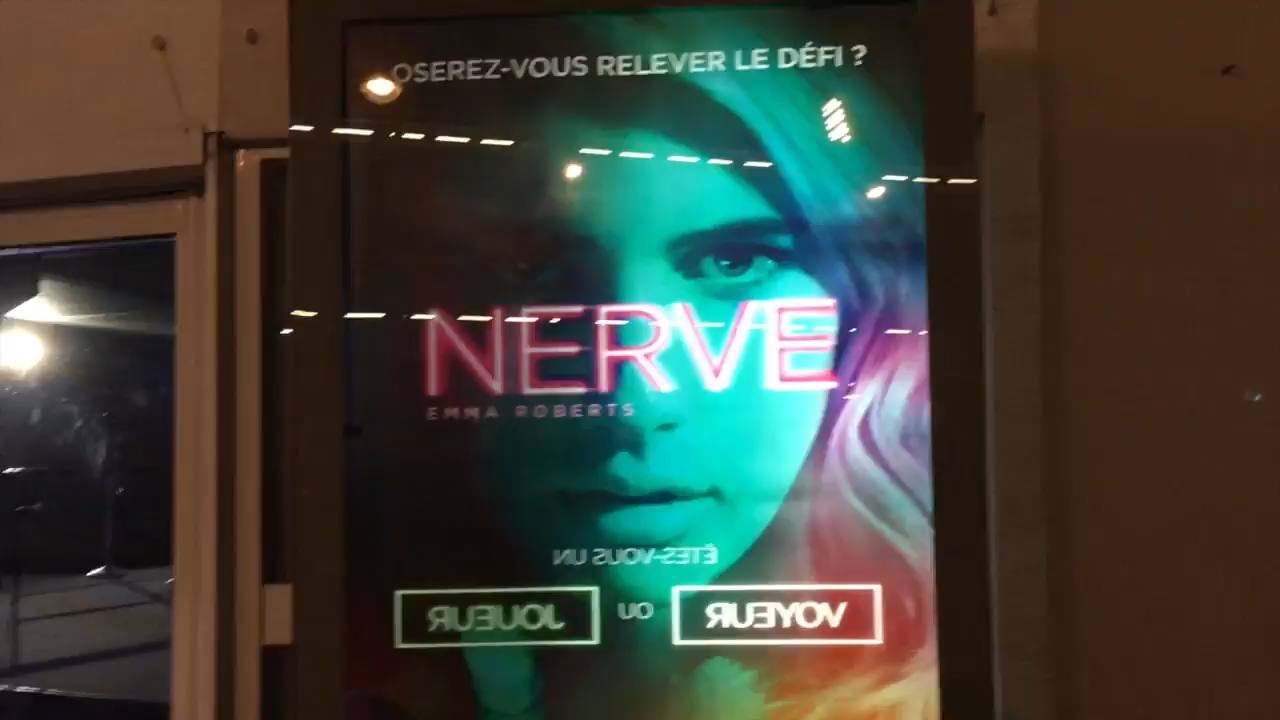 OSEREZ-VOUS RELEVER LE DÉFI ?
NERVE
EMMA ROBERTS
ÊTES-VOUS UN
JOUEUR OU VOYEUR